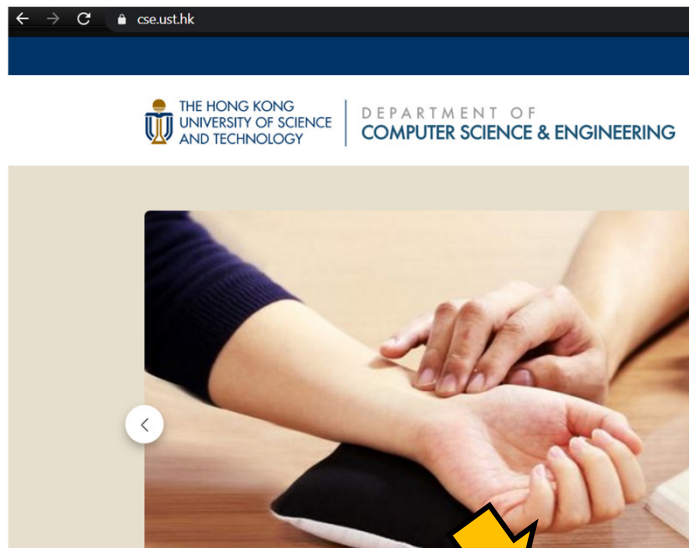 cse.ust.hk
THE HONG KONG
UNIVERSITY OF SCIENCE
AND TECHNOLOGY
DEPARTMENT OF
COMPUTER SCIENCE & ENGINEERING